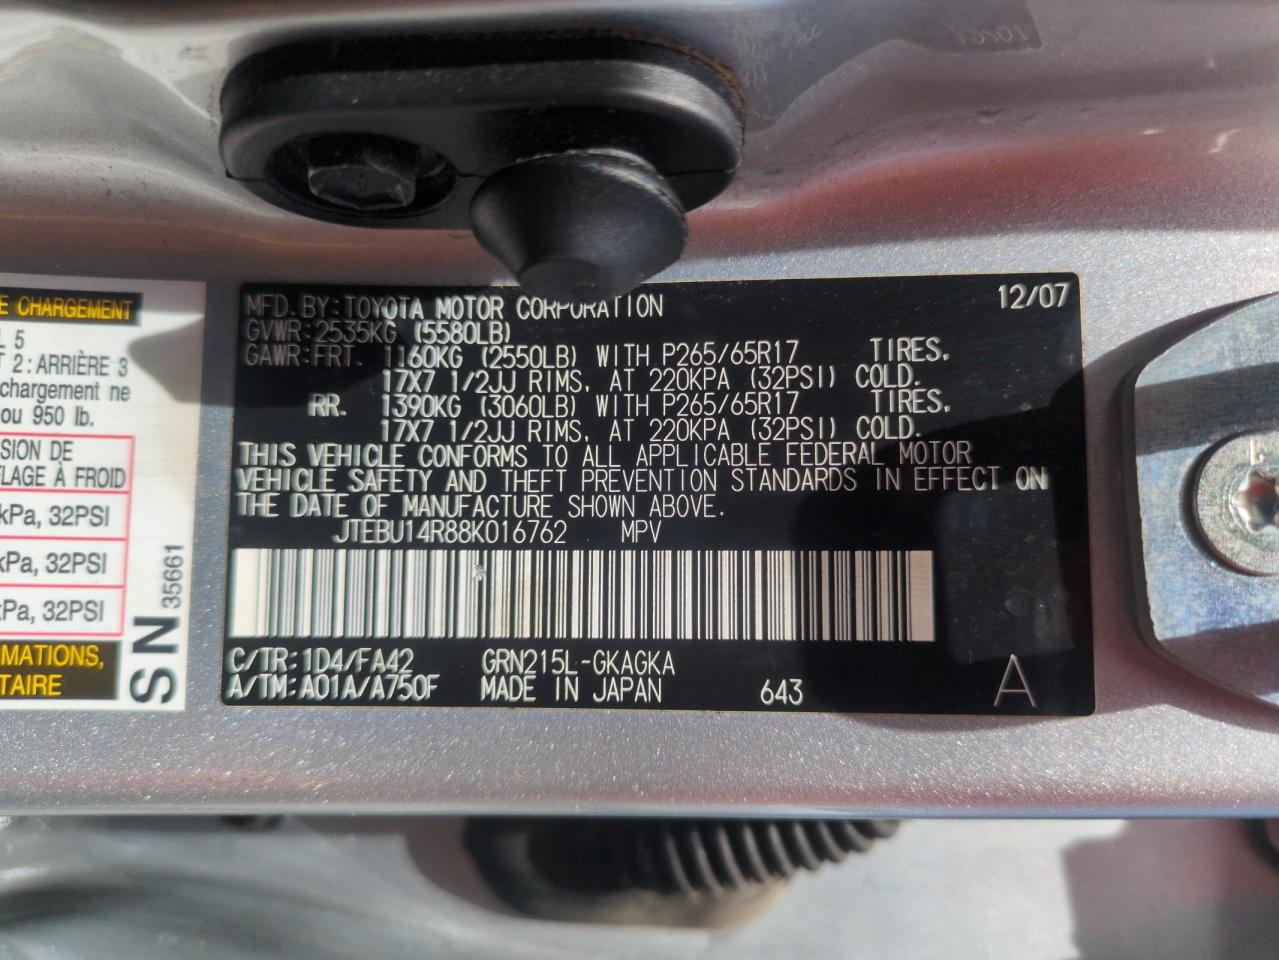 E CHARGEMENT
L 5
T 2 : ARRIÈRE 3
chargement ne
ou 950 lb.
SION DE
FLAGE À FROID
kPa, 32PSI
kPa, 32PSI
kPa, 32PSI
OMATIONS,
TAIRE
SN 35661
MFD. BY: TOYOTA MOTOR CORPORATION 12/07
GVWR: 2535KG (5580LB)
GAWR: FRT. 1160KG (2550LB) WITH P265/65R17 TIRES,
17X7 1/2JJ RIMS, AT 220KPA (32PSI) COLD.
RR. 1390KG (3060LB) WITH P265/65R17 TIRES,
17X7 1/2JJ RIMS, AT 220KPA (32PSI) COLD.
THIS VEHICLE CONFORMS TO ALL APPLICABLE FEDERAL MOTOR
VEHICLE SAFETY AND THEFT PREVENTION STANDARDS IN EFFECT ON
THE DATE OF MANUFACTURE SHOWN ABOVE.
JTEBU14R88K016762 MPV
C/TR: 1D4/FA42 GRN215L-GKAGKA
A/TM: A01A/A750F MADE IN JAPAN 643 A